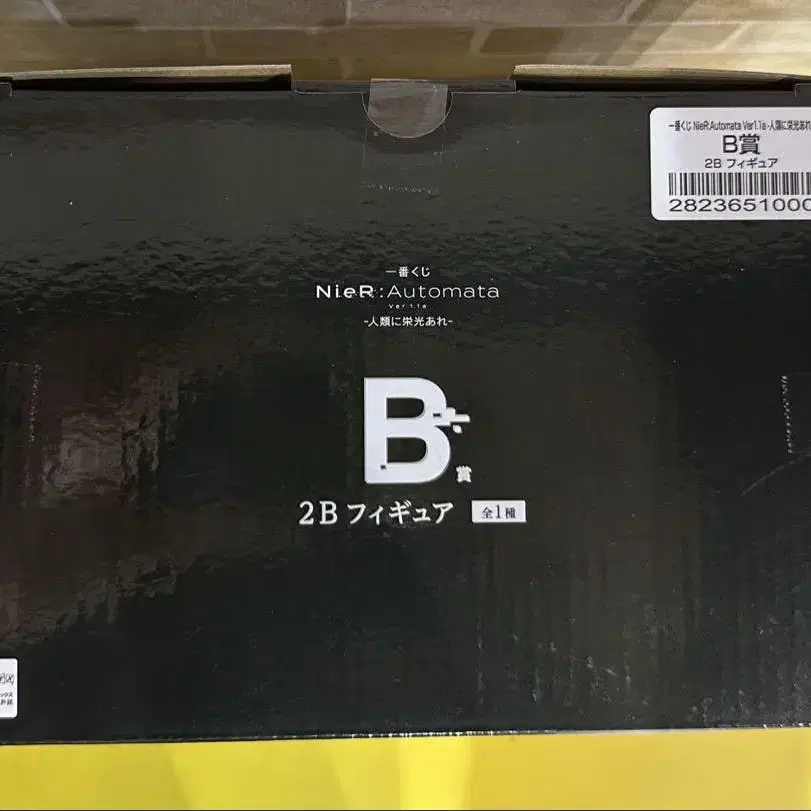 一番くじ NieR:Automata Ver1.1a -人類に栄光あれ
B賞
2B フィギュア
282365100
一番くじ
NieR:Automata
Ver1.1a
-人類に栄光あれ-
B賞
2B フィギュア 全1種